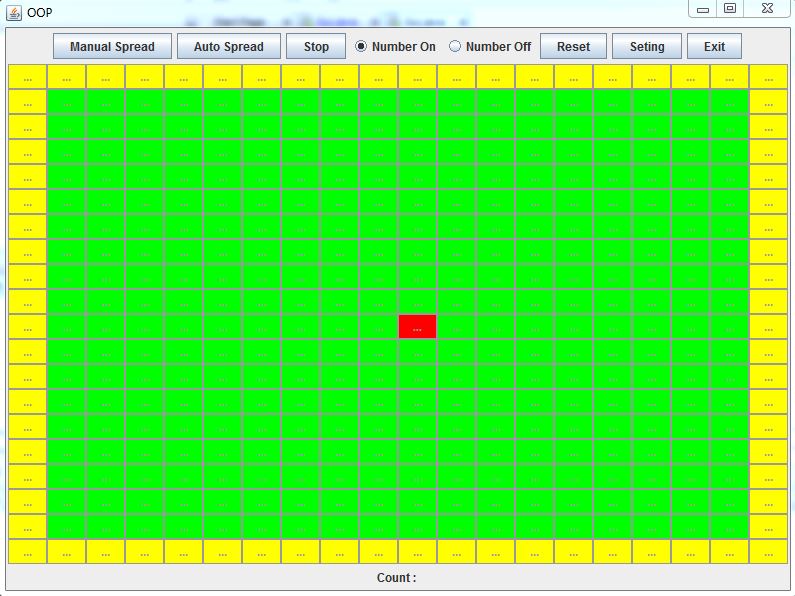 OOP
Manual Spread Auto Spread Stop Number On Number Off Reset Seting Exit
Count :